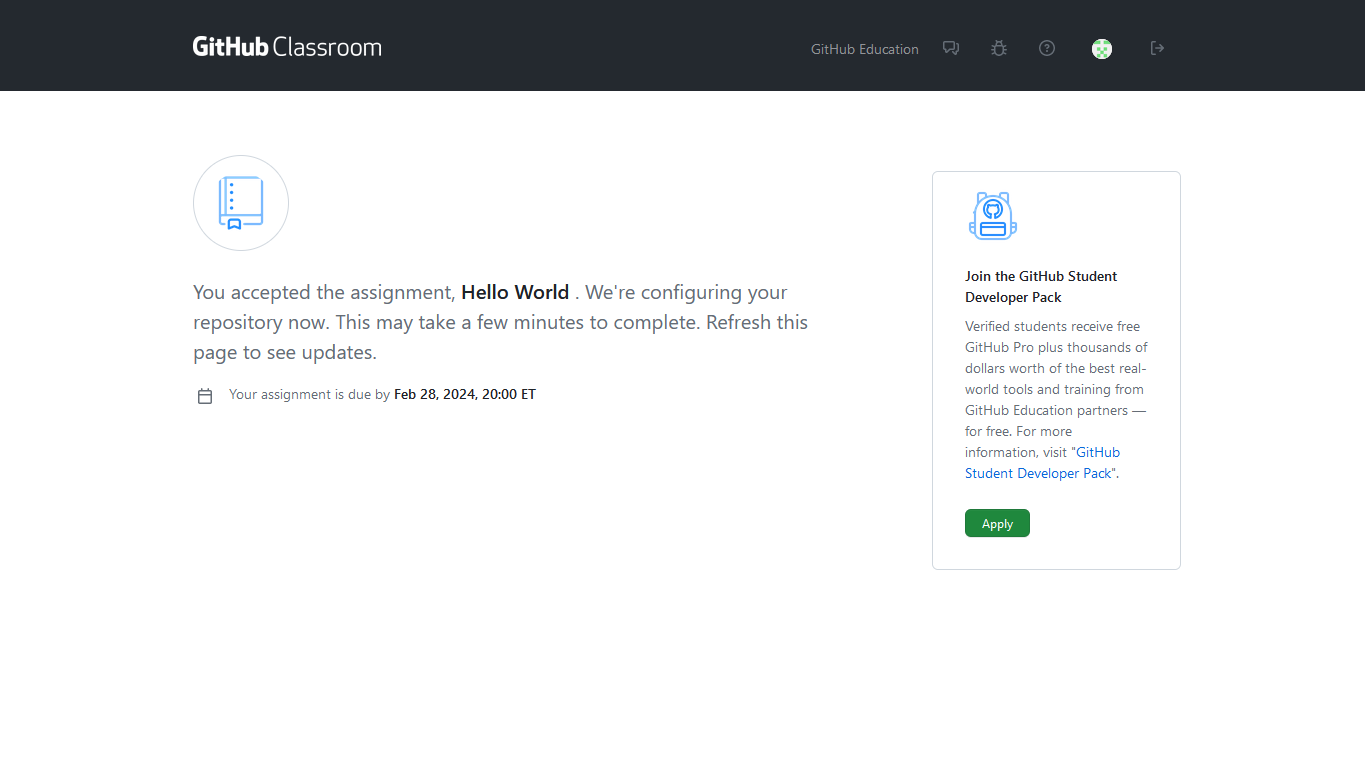 GitHub Classroom
GitHub Education
You accepted the assignment, Hello World . We're configuring your
repository now. This may take a few minutes to complete. Refresh this
page to see updates.
Your assignment is due by Feb 28, 2024, 20:00 ET
Join the GitHub Student
Developer Pack
Verified students receive free
GitHub Pro plus thousands of
dollars worth of the best real-
world tools and training from
GitHub Education partners —
for free. For more
information, visit "GitHub
Student Developer Pack".
Apply